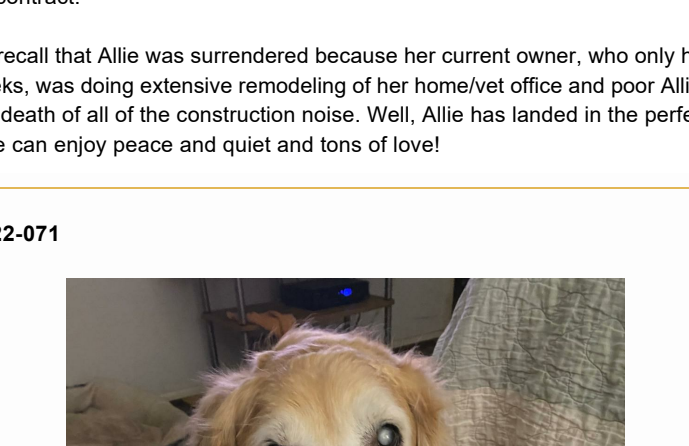 contract.
recall that Allie was surrendered because her current owner, who only h
ks, was doing extensive remodeling of her home/vet office and poor Alli
death of all of the construction noise. Well, Allie has landed in the perfe
e can enjoy peace and quiet and tons of love!
22-071